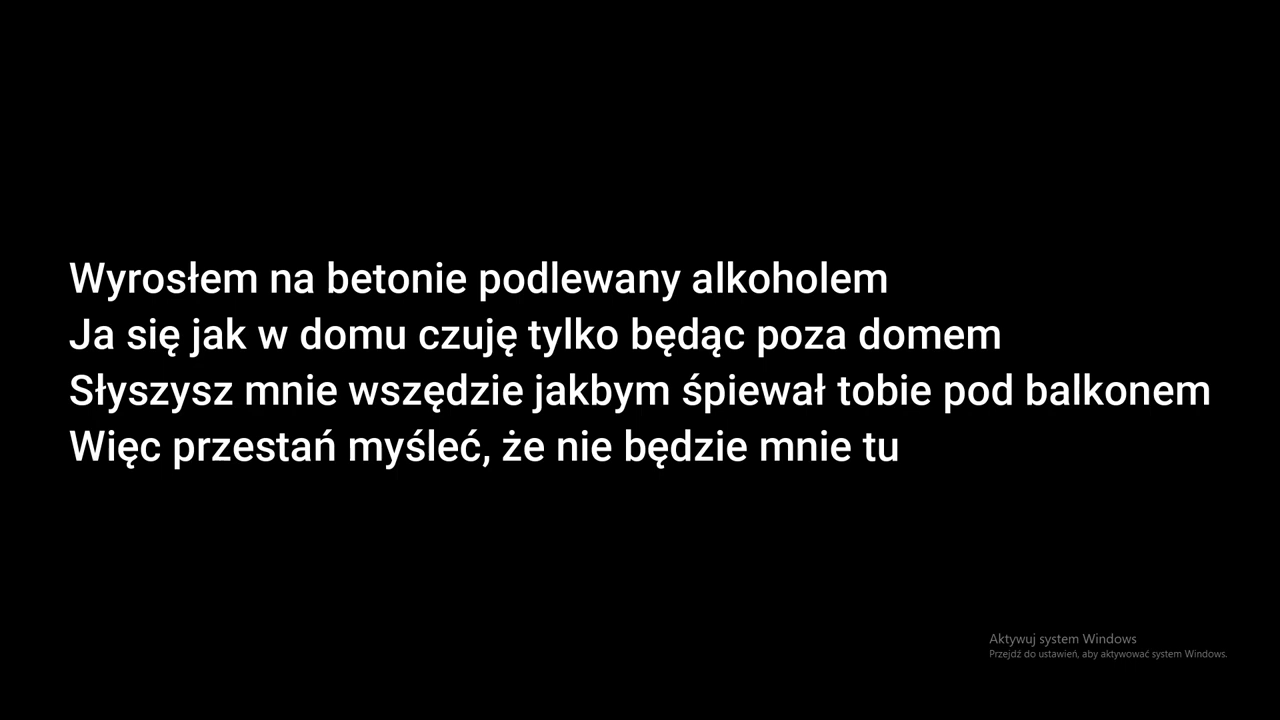 Wyrosłem na betonie podlewany alkoholem
Ja się jak w domu czuję tylko będąc poza domem
Słyszysz mnie wszędzie jakbym śpiewał tobie pod balkonem
Więc przestań myśleć, że nie będzie mnie tu
Aktywuj system Windows
Przejdź do ustawień, aby aktywować system Windows.